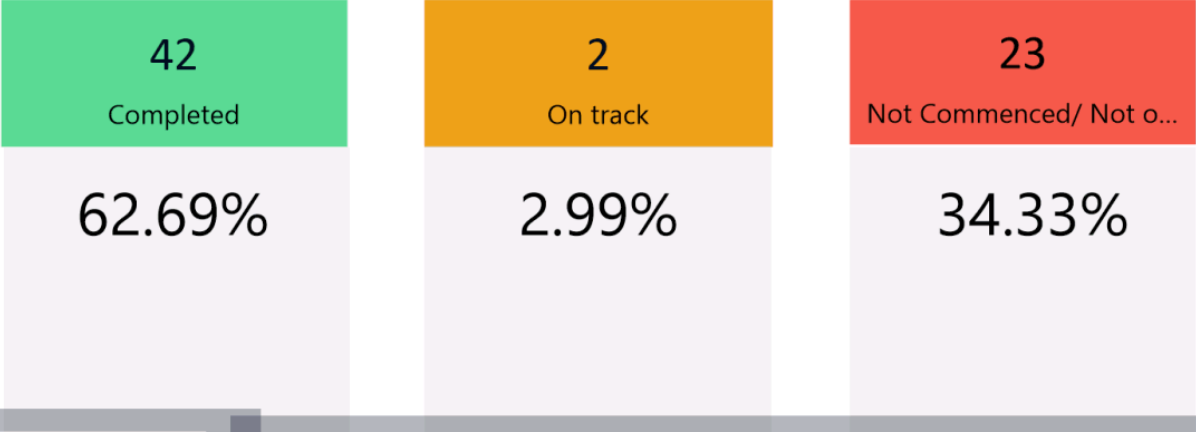 42
Completed
62.69%
2
On track
2.99%
23
Not Commenced/ Not o...
34.33%